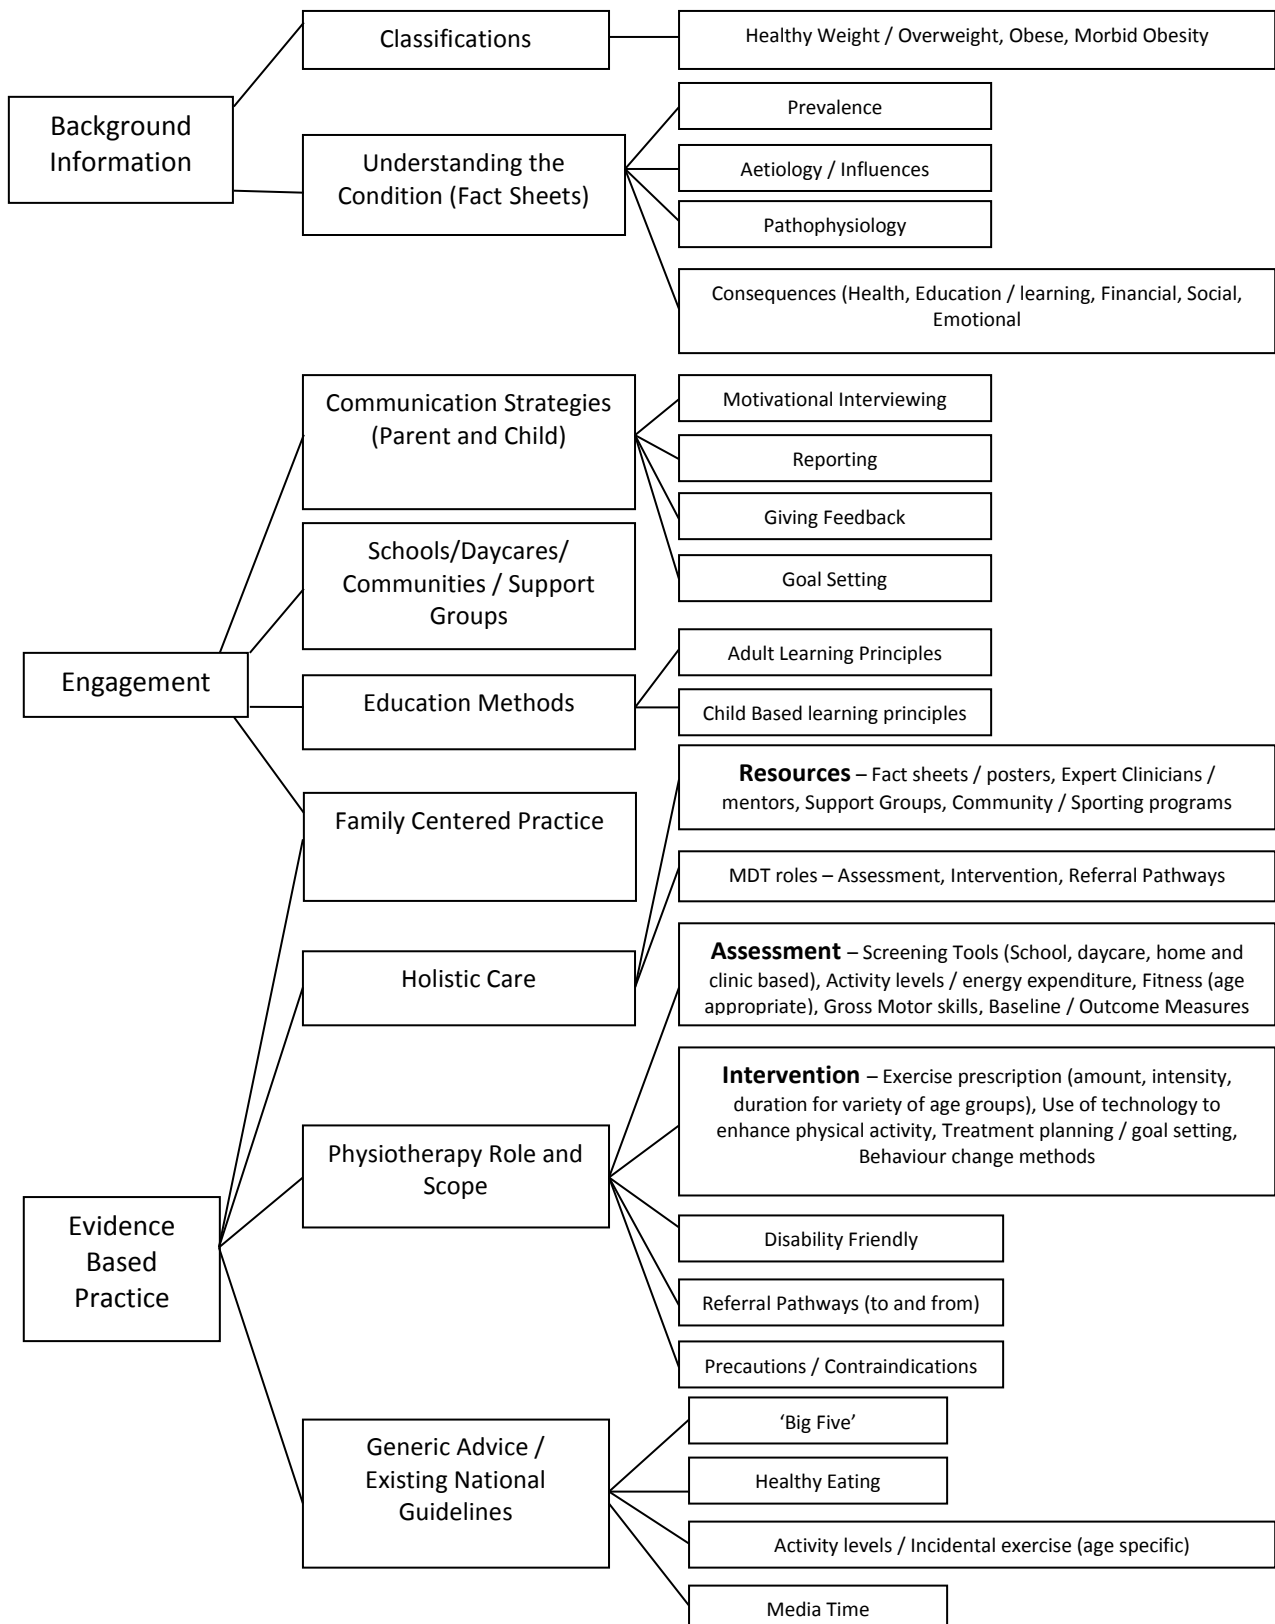 Classifications
Healthy Weight / Overweight, Obese, Morbid Obesity
Background
Information
Understanding the
Condition (Fact Sheets)
Prevalence
Aetiology / Influences
Pathophysiology
Consequences (Health, Education / learning, Financial, Social,
Emotional
Communication Strategies
(Parent and Child)
Motivational Interviewing
Reporting
Giving Feedback
Goal Setting
Schools/Daycares/
Communities / Support
Groups
Engagement
Education Methods
Adult Learning Principles
Child Based learning principles
Family Centered Practice
Resources – Fact sheets / posters, Expert Clinicians /
mentors, Support Groups, Community / Sporting programs
MDT roles – Assessment, Intervention, Referral Pathways
Holistic Care
Assessment – Screening Tools (School, daycare, home and
clinic based), Activity levels / energy expenditure, Fitness (age
appropriate), Gross Motor skills, Baseline / Outcome Measures
Intervention – Exercise prescription (amount, intensity,
duration for variety of age groups), Use of technology to
enhance physical activity, Treatment planning / goal setting,
Behaviour change methods
Physiotherapy Role and
Scope
Evidence
Based
Practice
Disability Friendly
Referral Pathways (to and from)
Precautions / Contraindications
Generic Advice /
Existing National
Guidelines
‘Big Five’
Healthy Eating
Activity levels / Incidental exercise (age specific)
Media Time